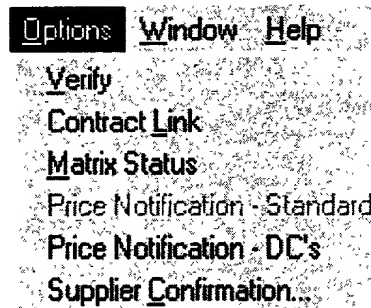 Options Window Help
Verify
Contract Link
Matrix Status
Price Notification - Standard
Price Notification - DC's
Supplier Confirmation...